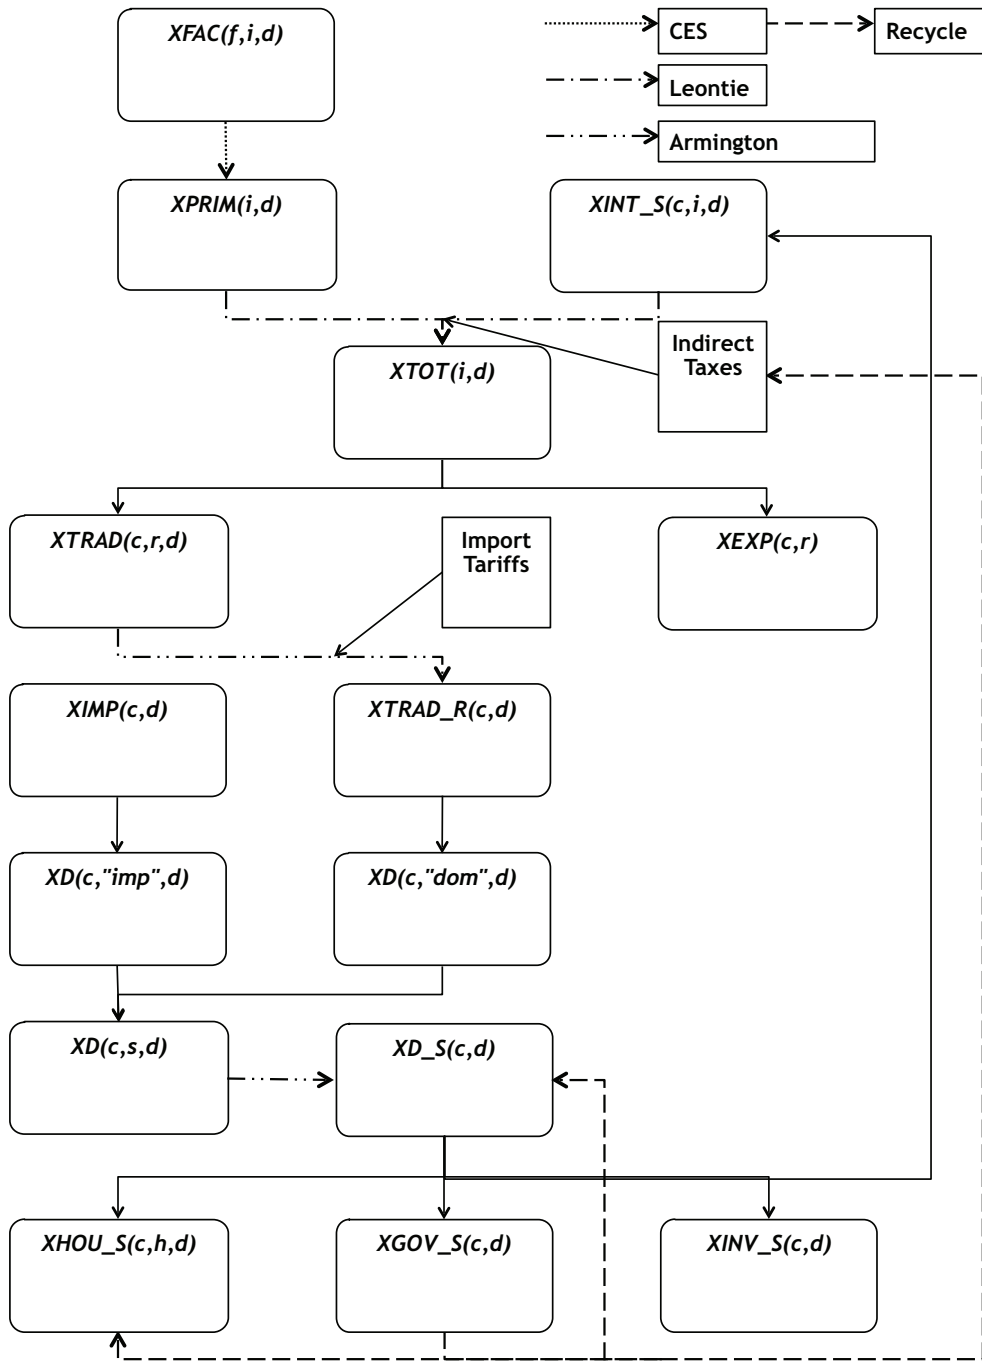 XFAC(f,i,d)
CES
Recycle
Leontie
Armington
XPRIM(i,d)
XINT_S(c,i,d)
Indirect
Taxes
XTOT(i,d)
XTRAD(c,r,d)
Import
Tariffs
XEXP(c,r)
XIMP(c,d)
XTRAD_R(c,d)
XD(c,"imp",d)
XD(c,"dom",d)
XD(c,s,d)
XD_S(c,d)
XHOU_S(c,h,d)
XGOV_S(c,d)
XINV_S(c,d)